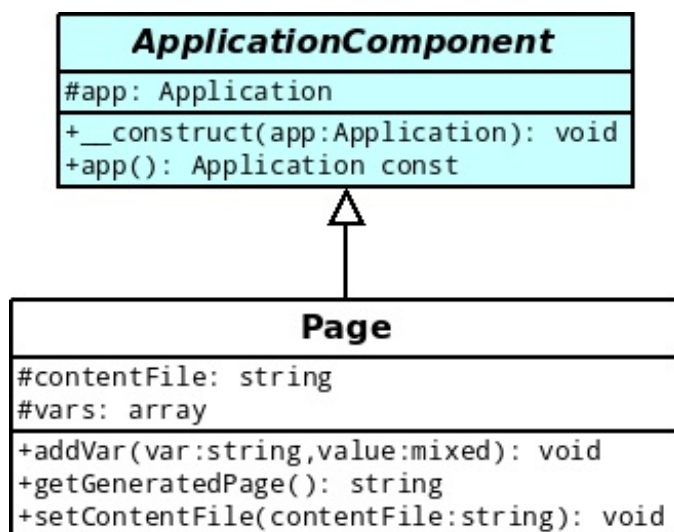 ApplicationComponent
#app: Application
+__construct(app:Application): void
+app(): Application const
Page
#contentFile: string
#vars: array
+addVar(var:string,value:mixed): void
+getGeneratedPage(): string
+setContentFile(contentFile:string): void